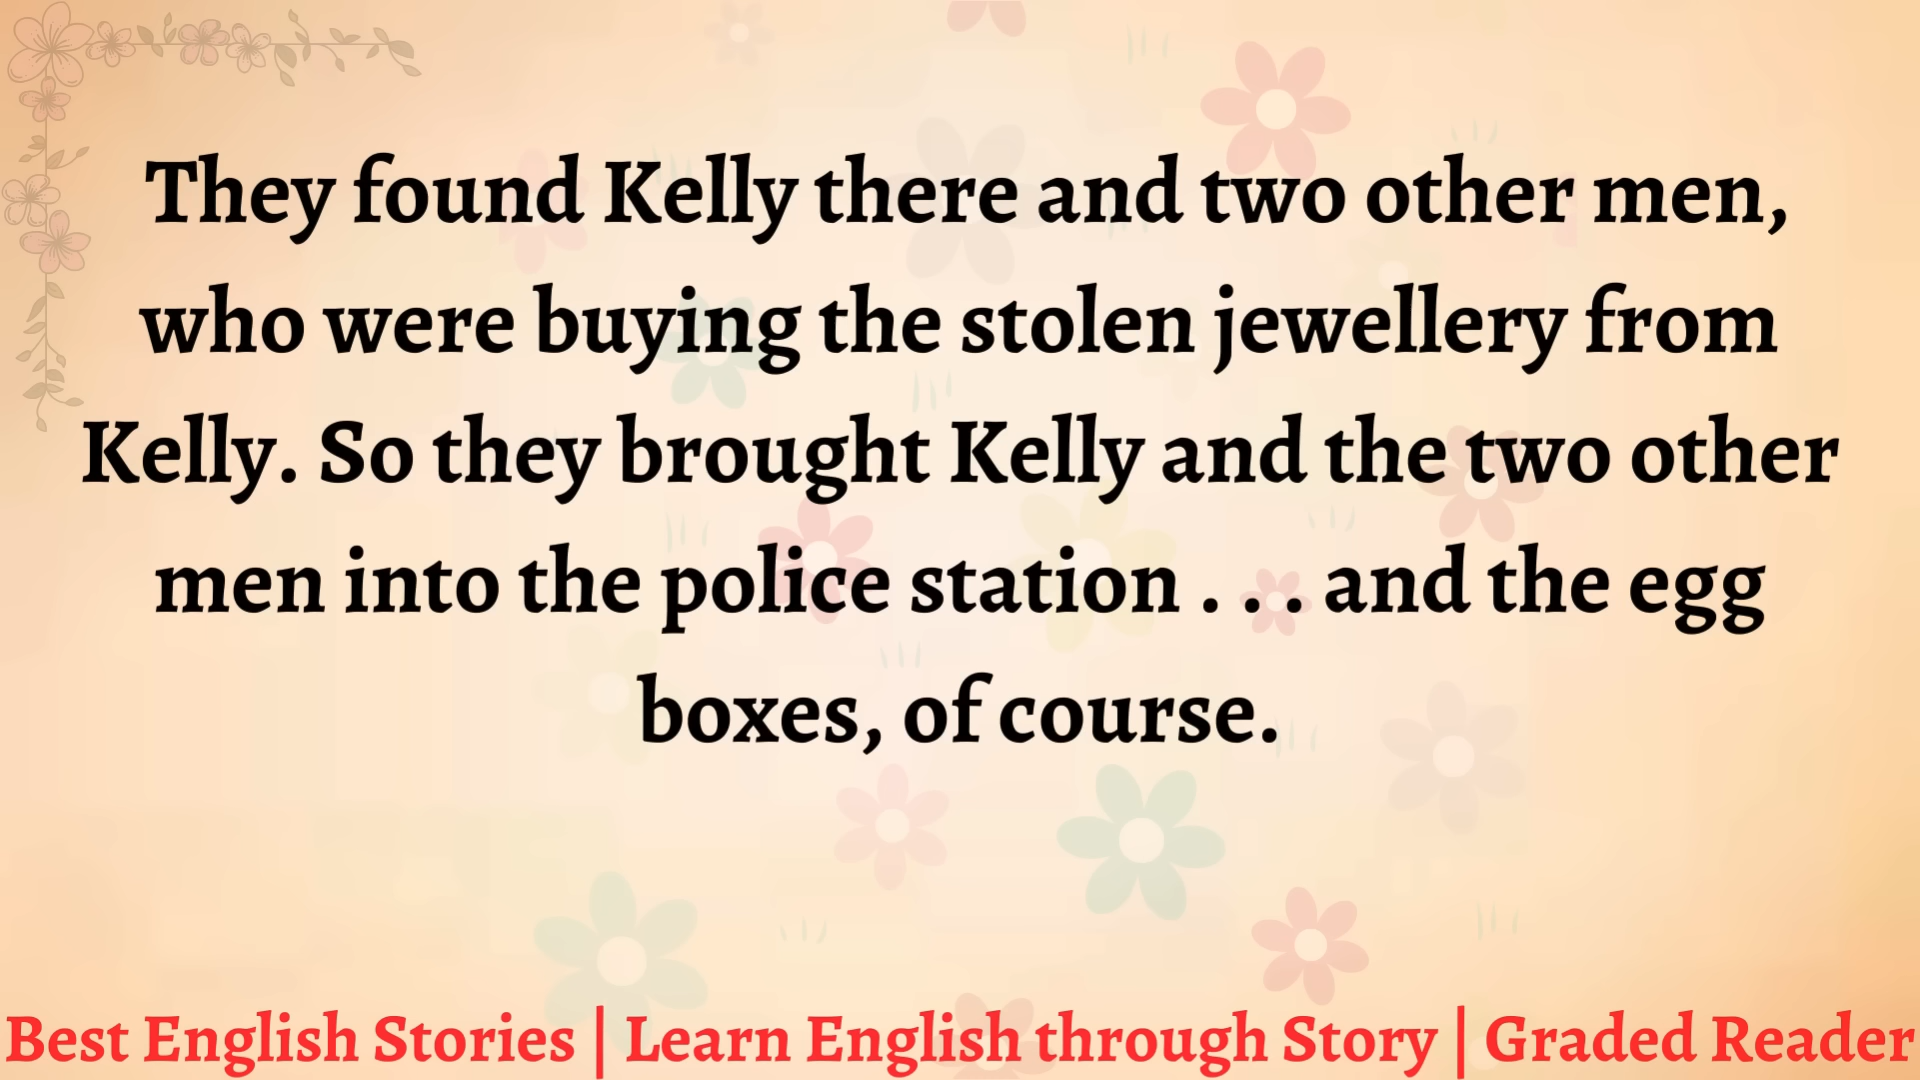 They found Kelly there and two other men,
who were buying the stolen jewellery from
Kelly. So they brought Kelly and the two other
men into the police station . . . and the egg
boxes, of course.
Best English Stories | Learn English through Story | Graded Reader